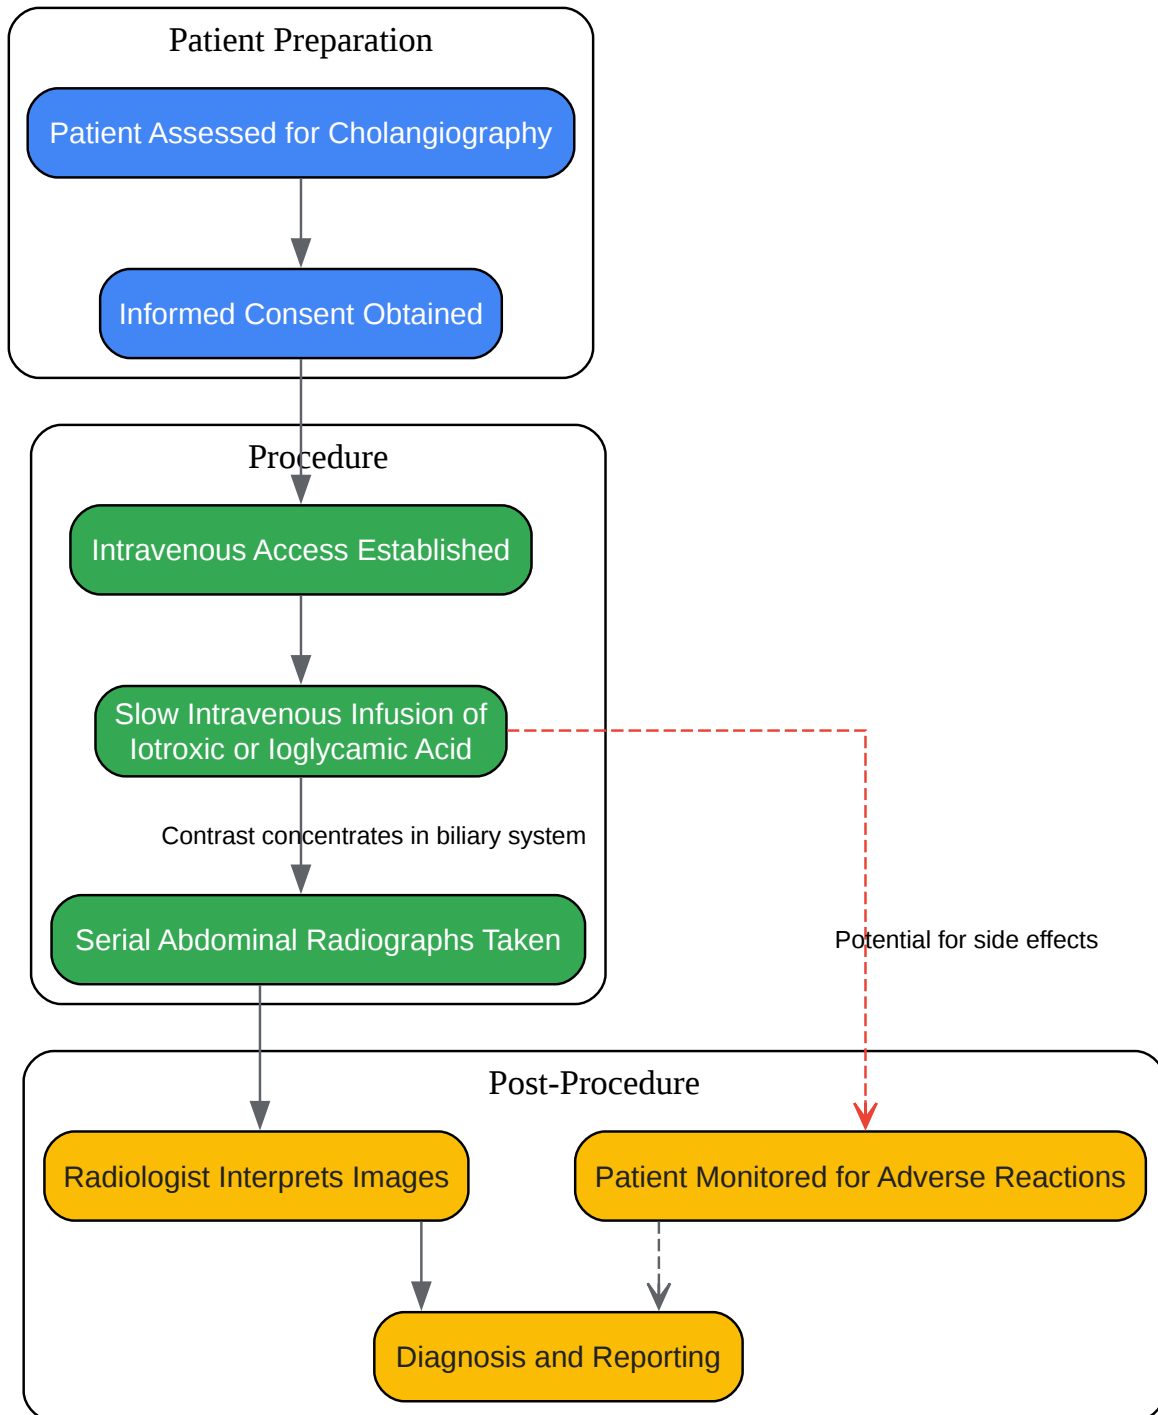 Patient Preparation
Patient Assessed for Cholangiography
Informed Consent Obtained
Procedure
Intravenous Access Established
Slow Intravenous Infusion of
Iotroxic or Ioglycamic Acid
Contrast concentrates in biliary system
Serial Abdominal Radiographs Taken
Potential for side effects
Post-Procedure
Radiologist Interprets Images
Patient Monitored for Adverse Reactions
Diagnosis and Reporting